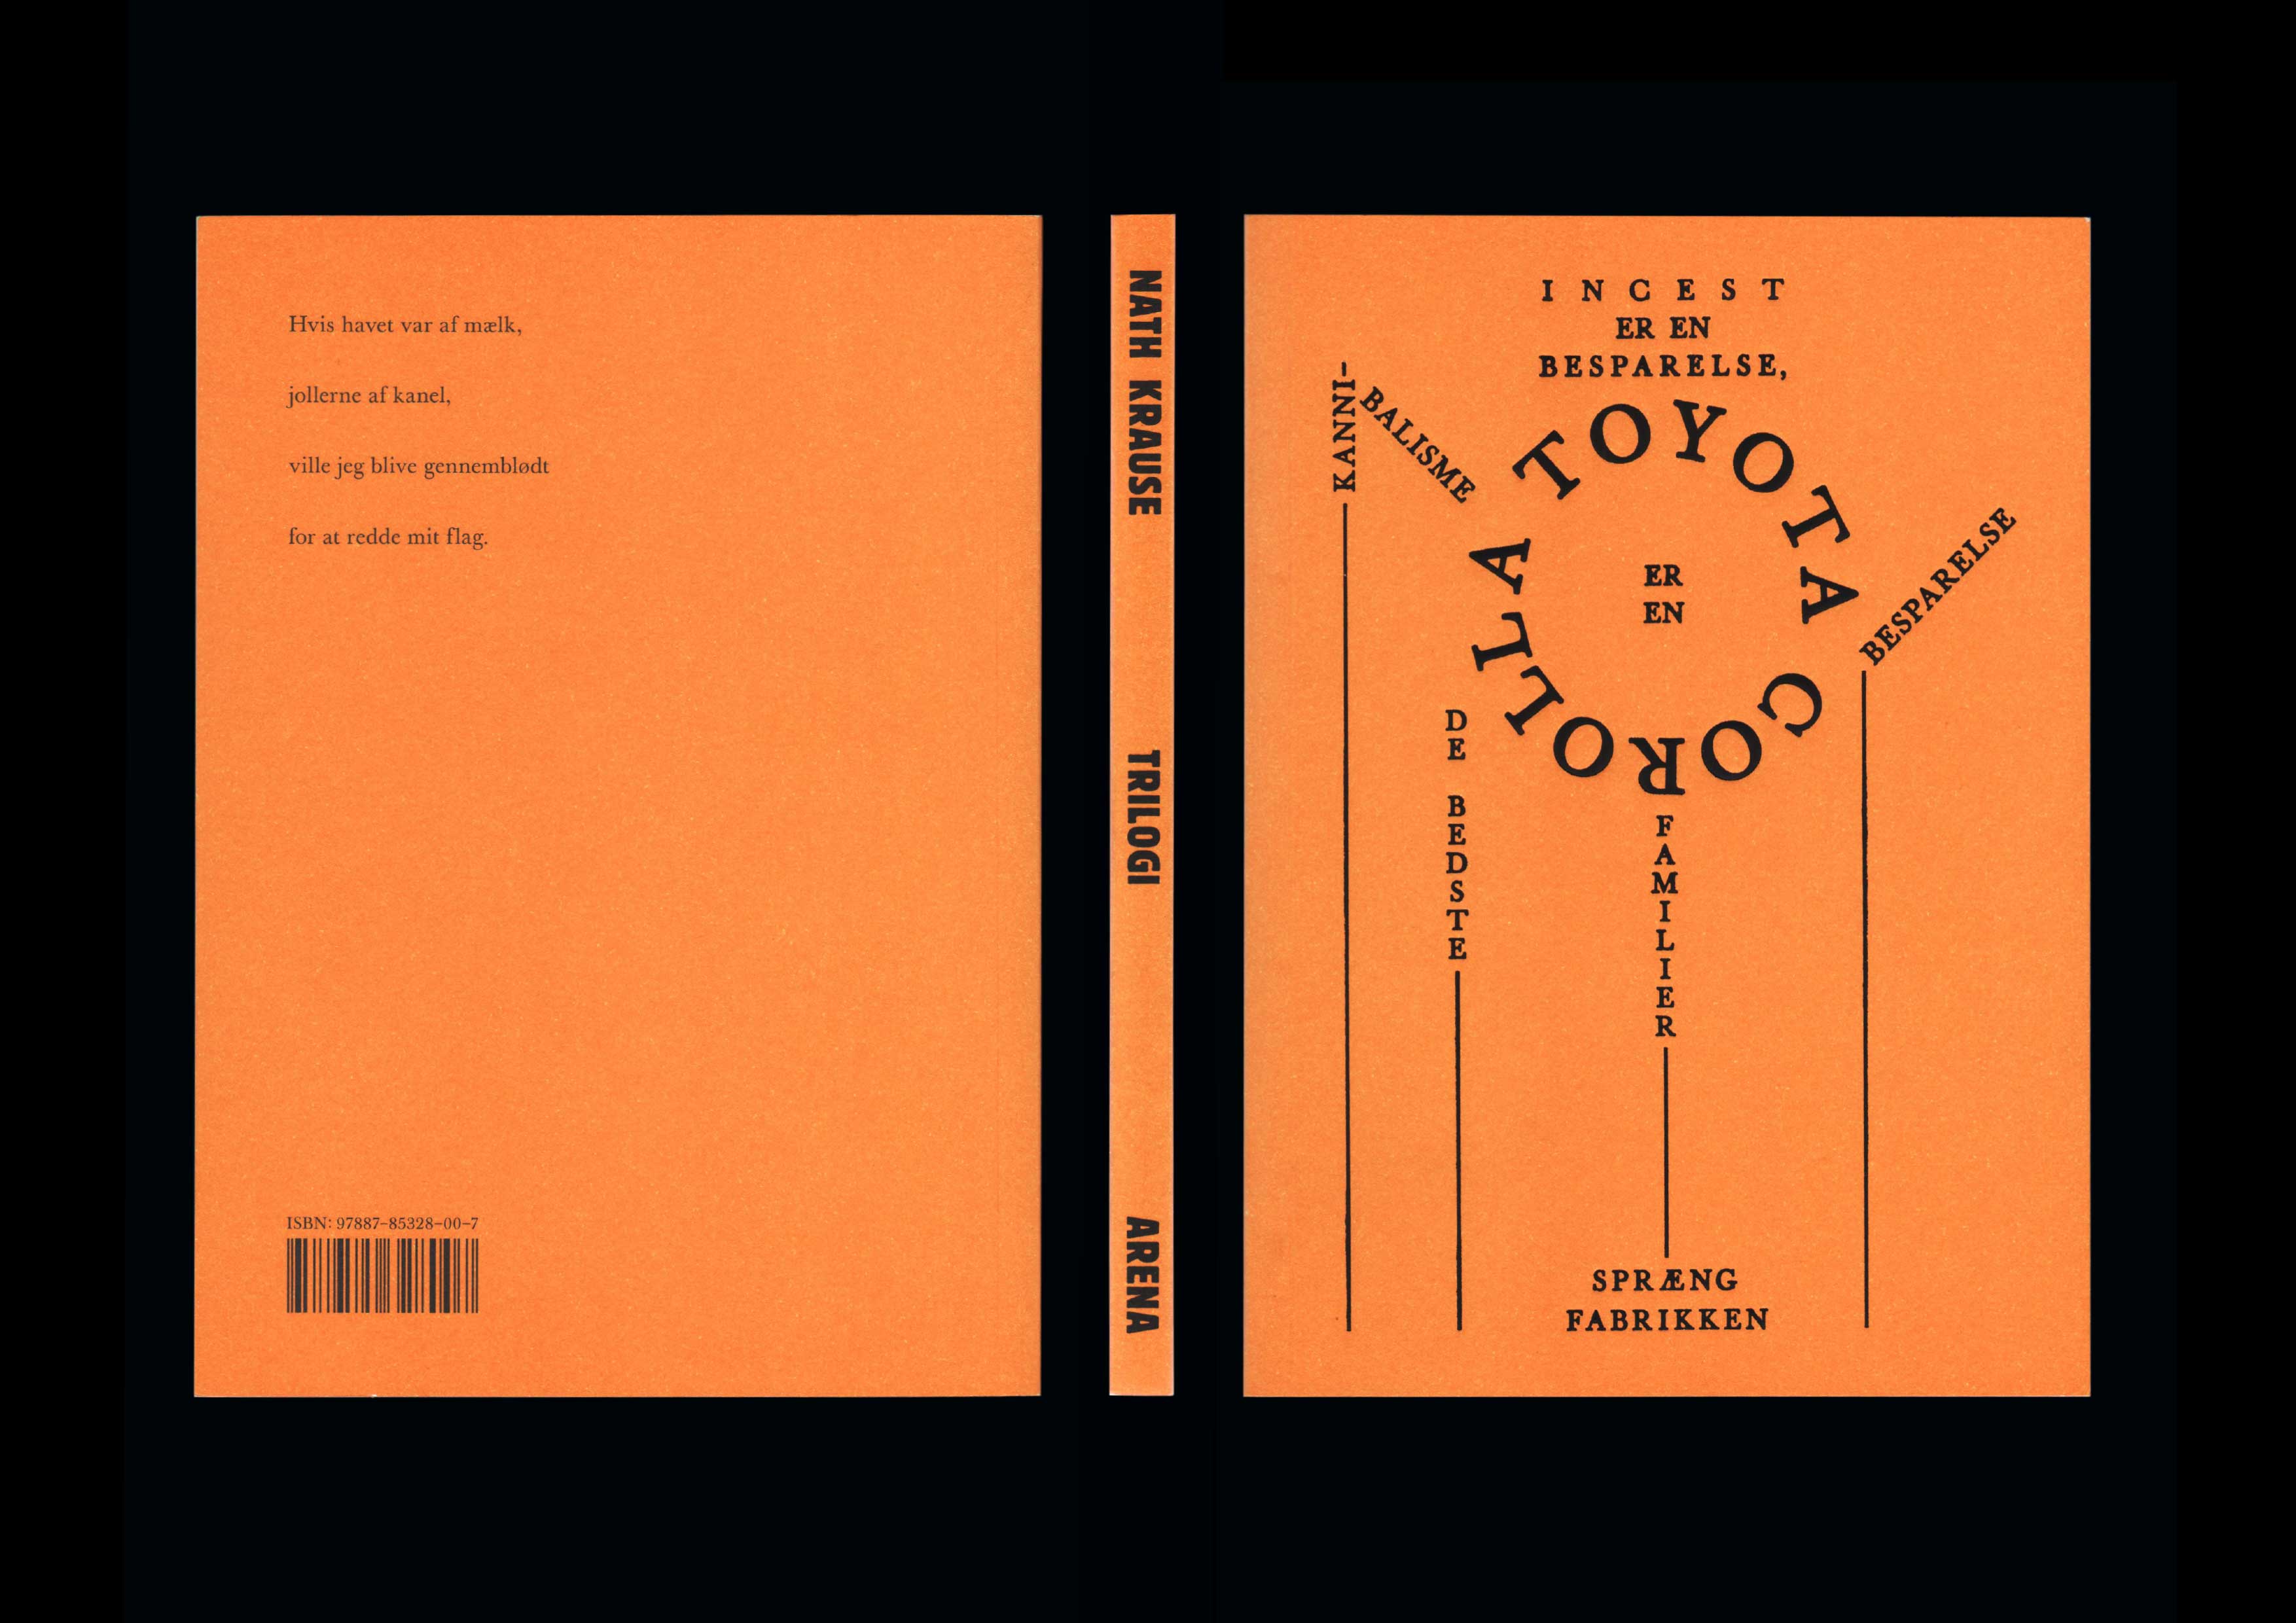 Hvis havet var af mælk,
jollerne af kanel,
ville jeg blive gennemblødt
for at redde mit flag.
ISBN: 97887–85328–00–7
NATH KRAUSE
TRILOGI
ARENA
INCEST
ER EN
BESPARELSE,
KANNI–
BALISME
TOYOTA COROLLA
ER
EN
BESPARELSE
DE BEDSTE
FAMILIER
SPRÆNG
FABRIKKEN